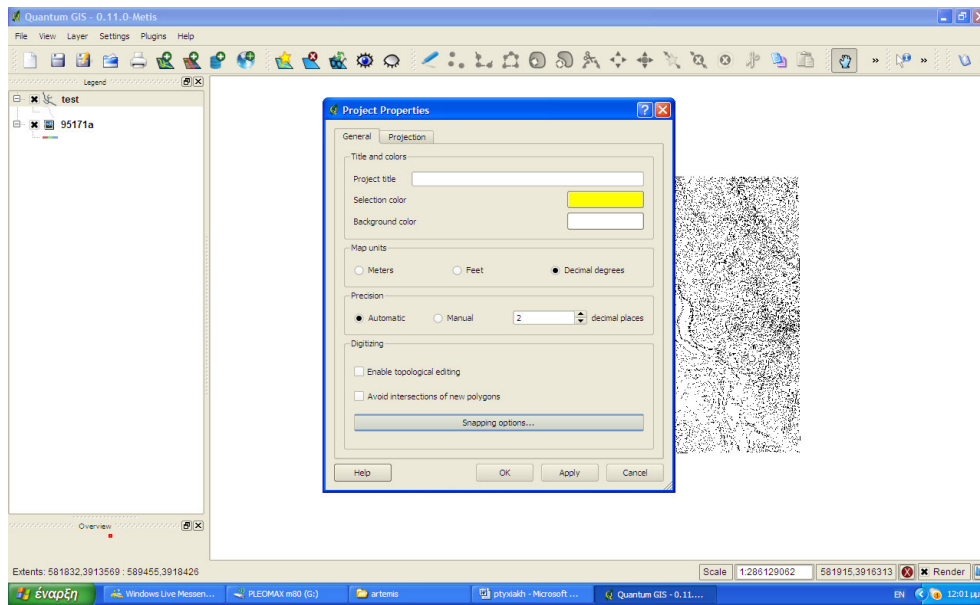 Quantum GIS - 0.11.0-Metis
File View Layer Settings Plugins Help
Legend
test
95171a
Project Properties
General Projection
Title and colors
Project title
Selection color
Background color
Map units
Meters Feet Decimal degrees
Precision
Automatic Manual 2 decimal places
Digitizing
Enable topological editing
Avoid intersections of new polygons
Snapping options...
Help OK Apply Cancel
Overview
Extents: 581832,3913569 : 589455,3918426
Scale 1:286129062 581915,3916313 Render
έναρξη Windows Live Messen... PLEOMAX m80 (G:) artemis ptyxiakh - Microsoft ... Quantum GIS - 0.11.... EN 12:01 μμ